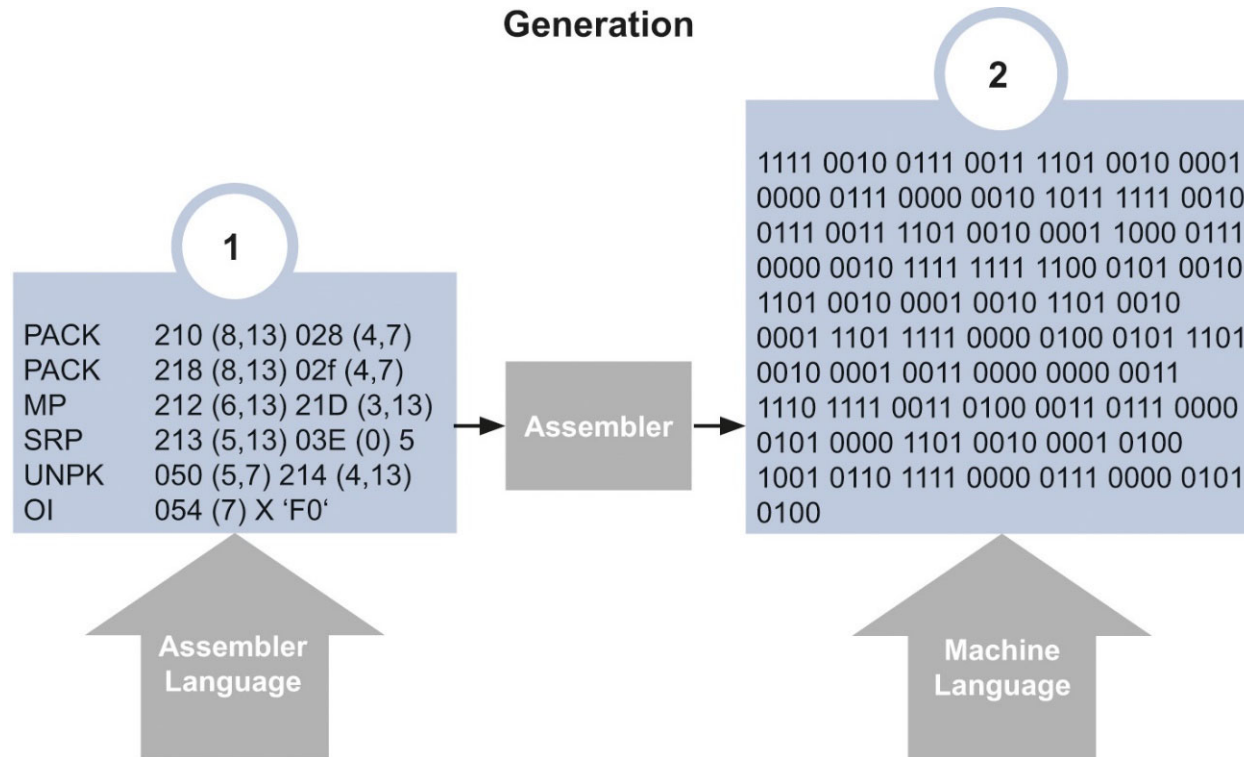 Generation
1
PACK 210 (8,13) 028 (4,7)
PACK 218 (8,13) 02f (4,7)
MP 212 (6,13) 21D (3,13)
SRP 213 (5,13) 03E (0) 5
UNPK 050 (5,7) 214 (4,13)
OI 054 (7) X ‘F0‘
Assembler
Language
Assembler
2
1111 0010 0111 0011 1101 0010 0001
0000 0111 0000 0010 1011 1111 0010
0111 0011 1101 0010 0001 1000 0111
0000 0010 1111 1111 1100 0101 0010
1101 0010 0001 0010 1101 0010
0001 1101 1111 0000 0100 0101 1101
0010 0001 0011 0000 0000 0011
1110 1111 0011 0100 0011 0111 0000
0101 0000 1101 0010 0001 0100
1001 0110 1111 0000 0111 0000 0101
0100
Machine
Language